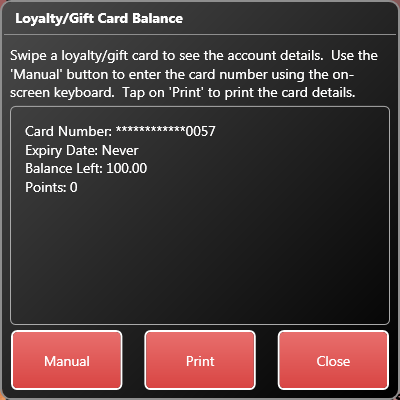 Loyalty/Gift Card Balance
Swipe a loyalty/gift card to see the account details.  Use the
'Manual' button to enter the card number using the on-
screen keyboard.  Tap on 'Print' to print the card details.
Card Number: ************0057
Expiry Date: Never
Balance Left: 100.00
Points: 0
Manual
Print
Close